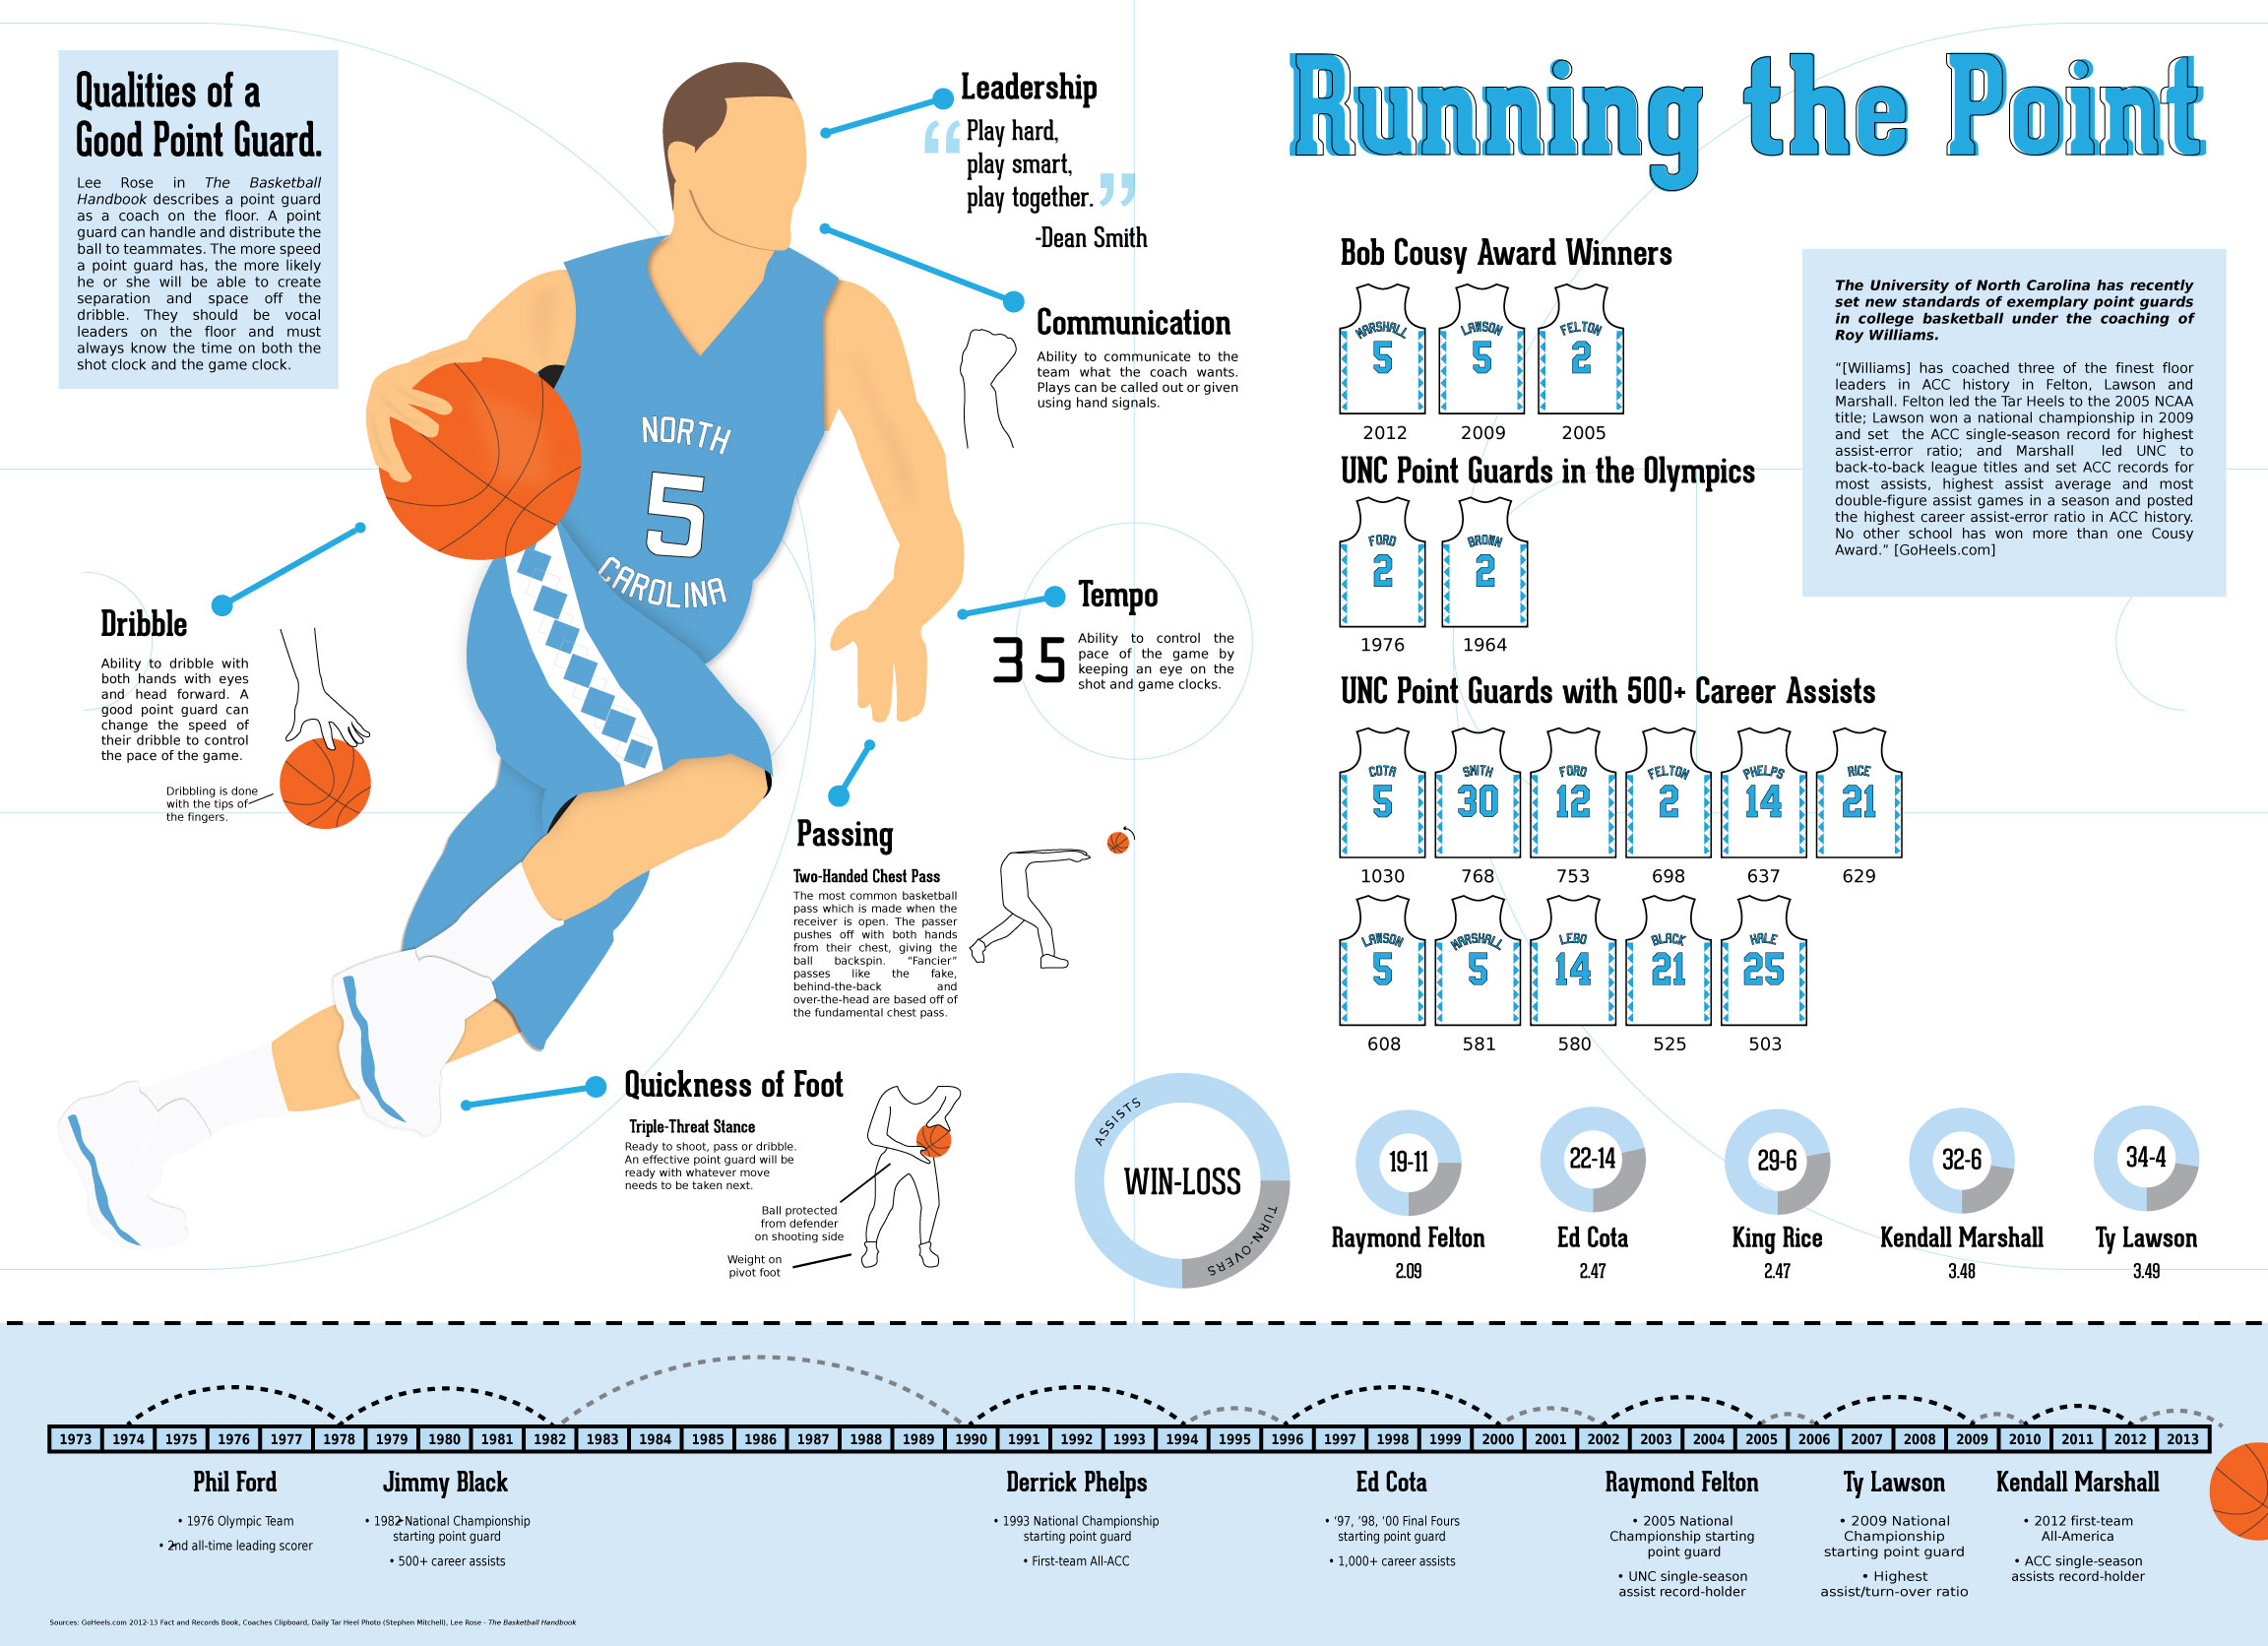 Running the Point
Qualities of a
Good Point Guard.
Lee Rose in The Basketball
Handbook describes a point guard
as a coach on the floor. A point
guard can handle and distribute the
ball to teammates. The more speed
a point guard has, the more likely
he or she will be able to create
separation and space off the
dribble. They should be vocal
leaders on the floor and must
always know the time on both the
shot clock and the game clock.
Leadership
“Play hard,
play smart,
play together.”
-Dean Smith
Communication
Ability to communicate to the
team what the coach wants.
Plays can be called out or given
using hand signals.
NORTH
5
CAROLINA
Dribble
Ability to dribble with
both hands with eyes
and head forward. A
good point guard can
change the speed of
their dribble to control
the pace of the game.
Dribbling is done
with the tips of
the fingers.
Tempo
35
Ability to control the
pace of the game by
keeping an eye on the
shot and game clocks.
Passing
Two-Handed Chest Pass
The most common basketball
pass which is made when the
receiver is open. The passer
pushes off with both hands
from their chest, giving the
ball backspin. “Fancier”
passes like the fake,
behind-the-back and
over-the-head are based off of
the fundamental chest pass.
Quickness of Foot
Triple-Threat Stance
Ready to shoot, pass or dribble.
An effective point guard will be
ready with whatever move
needs to be taken next.
Ball protected
from defender
on shooting side
Weight on
pivot foot
Bob Cousy Award Winners
MARSHALL LAWSON FELTON
5 5 2
2012 2009 2005
UNC Point Guards in the Olympics
FORD BROWN
2 2
1976 1964
UNC Point Guards with 500+ Career Assists
COTA SMITH FORD FELTON PHELPS RICE
5 30 12 2 14 21
1030 768 753 698 637 629
LAWSON MARSHALL LEBO BLACK HALE
5 5 14 21 25
608 581 580 525 503
The University of North Carolina has recently
set new standards of exemplary point guards
in college basketball under the coaching of
Roy Williams.
“[Williams] has coached three of the finest floor
leaders in ACC history in Felton, Lawson and
Marshall. Felton led the Tar Heels to the 2005 NCAA
title; Lawson won a national championship in 2009
and set the ACC single-season record for highest
assist-error ratio; and Marshall led UNC to
back-to-back league titles and set ACC records for
most assists, highest assist average and most
double-figure assist games in a season and posted
the highest career assist-error ratio in ACC history.
No other school has won more than one Cousy
Award.” [GoHeels.com]
ASSISTS
WIN-LOSS
TURN-OVERS
19-11 22-14 29-6 32-6 34-4
Raymond Felton Ed Cota King Rice Kendall Marshall Ty Lawson
2.09 2.47 2.47 3.48 3.49
1973 1974 1975 1976 1977 1978 1979 1980 1981 1982 1983 1984 1985 1986 1987 1988 1989 1990 1991 1992 1993 1994 1995 1996 1997 1998 1999 2000 2001 2002 2003 2004 2005 2006 2007 2008 2009 2010 2011 2012 2013
Phil Ford
• 1976 Olympic Team
• 2nd all-time leading scorer
Jimmy Black
• 1982 National Championship
starting point guard
• 500+ career assists
Derrick Phelps
• 1993 National Championship
starting point guard
• First-team All-ACC
Ed Cota
• ‘97, ’98, ’00 Final Fours
starting point guard
• 1,000+ career assists
Raymond Felton
• 2005 National
Championship starting
point guard
• UNC single-season
assist record-holder
Ty Lawson
• 2009 National
Championship
starting point guard
• Highest
assist/turn-over ratio
Kendall Marshall
• 2012 first-team
All-America
• ACC single-season
assists record-holder
Sources: GoHeels.com 2012-13 Fact and Records Book, Coaches Clipboard, Daily Tar Heel Photo (Stephen Mitchell), Lee Rose - The Basketball Handbook